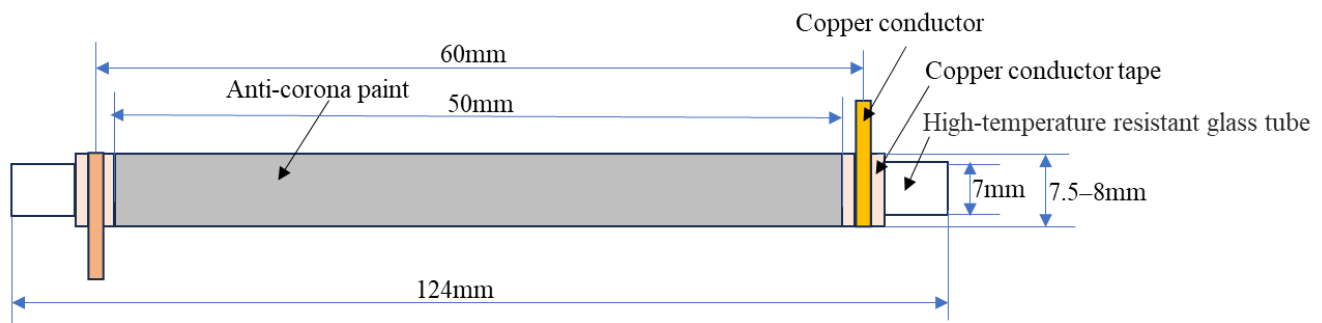 Copper conductor
60mm
Copper conductor tape
Anti-corona paint
50mm
High-temperature resistant glass tube
7mm
7.5–8mm
124mm